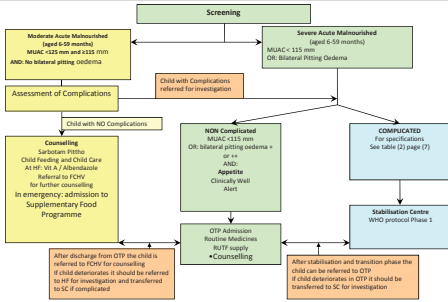 Screening
Moderate Acute Malnourished
(aged 6-59 months)
MUAC <125 mm and ≥115 mm
AND: No bilateral pitting oedema
Severe Acute Malnourished
(aged 6-59 months)
MUAC< 115 mm
OR: Bilateral Pitting Oedema
Child with Complications
referred for investigation
Assessment of Complications
Child with NO Complications
Counselling
Sarbotam Pittho
Child Feeding and Child Care
At HF: Vit A / Albendazole
Referral to FCHV
for further counselling
In emergency: admission to
Supplementary Food
Programme
NON Complicated
MUAC<115 mm
OR: bilateral pitting oedema +
or ++
AND:
Appetite
Clinically Well
Alert
COMPLICATED
For specifications
See table (2) page (7)
OTP Admission
Routine Medicines
RUTF supply
•Counselling
Stabilisation Centre
WHO protocol Phase 1
After discharge from OTP the child is
referred to FCHV for counselling
If child deteriorates it should be referred
to HF for investigation and transferred
to SC if complicated
After stabilisation and transition phase the
child can be referred to OTP
If child deteriorates in OTP it should be
transferred to SC for investigation